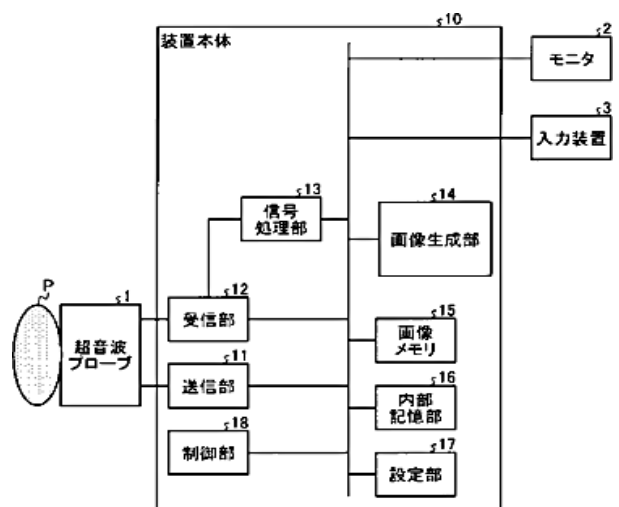 10
装置本体
2
モニタ
3
入力装置
13
信号
処理部
14
画像生成部
P
1
超音波
プローブ
12
受信部
15
画像
メモリ
11
送信部
16
内部
記憶部
18
制御部
17
設定部